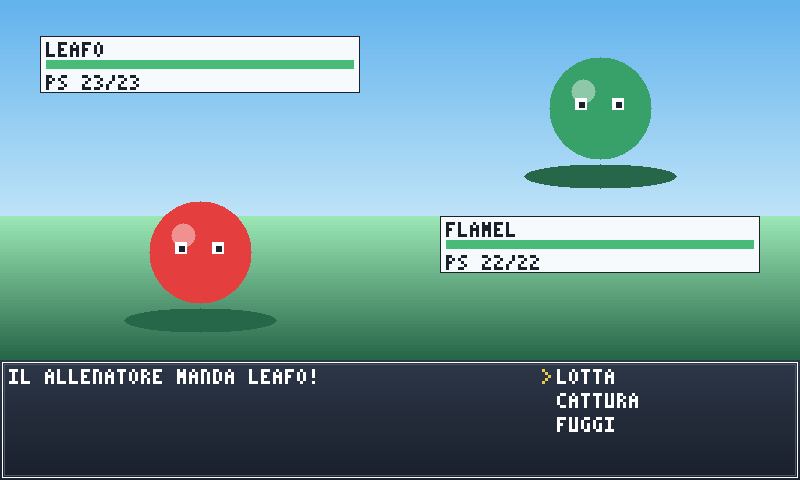 LEAFO
PS 23/23
FLAMEL
PS 22/22
IL ALLENATORE MANDA LEAFO!
>LOTTA
CATTURA
FUGGI